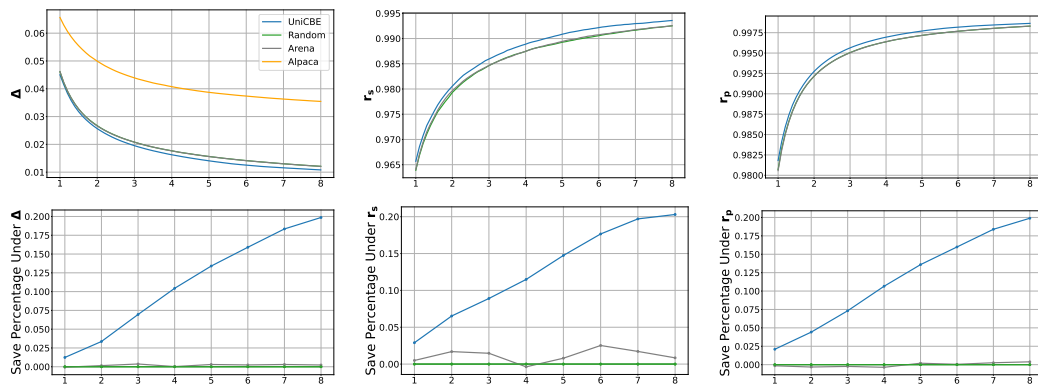 Δ
0.06
0.05
0.04
0.03
0.02
0.01
1 2 3 4 5 6 7 8
UniCBE
Random
Arena
Alpaca
r_s
0.995
0.990
0.985
0.980
0.975
0.970
0.965
1 2 3 4 5 6 7 8
r_p
0.9975
0.9950
0.9925
0.9900
0.9875
0.9850
0.9825
0.9800
1 2 3 4 5 6 7 8
Save Percentage Under Δ
0.200
0.175
0.150
0.125
0.100
0.075
0.050
0.025
0.000
1 2 3 4 5 6 7 8
Save Percentage Under r_s
0.20
0.15
0.10
0.05
0.00
1 2 3 4 5 6 7 8
Save Percentage Under r_p
0.200
0.175
0.150
0.125
0.100
0.075
0.050
0.025
0.000
1 2 3 4 5 6 7 8